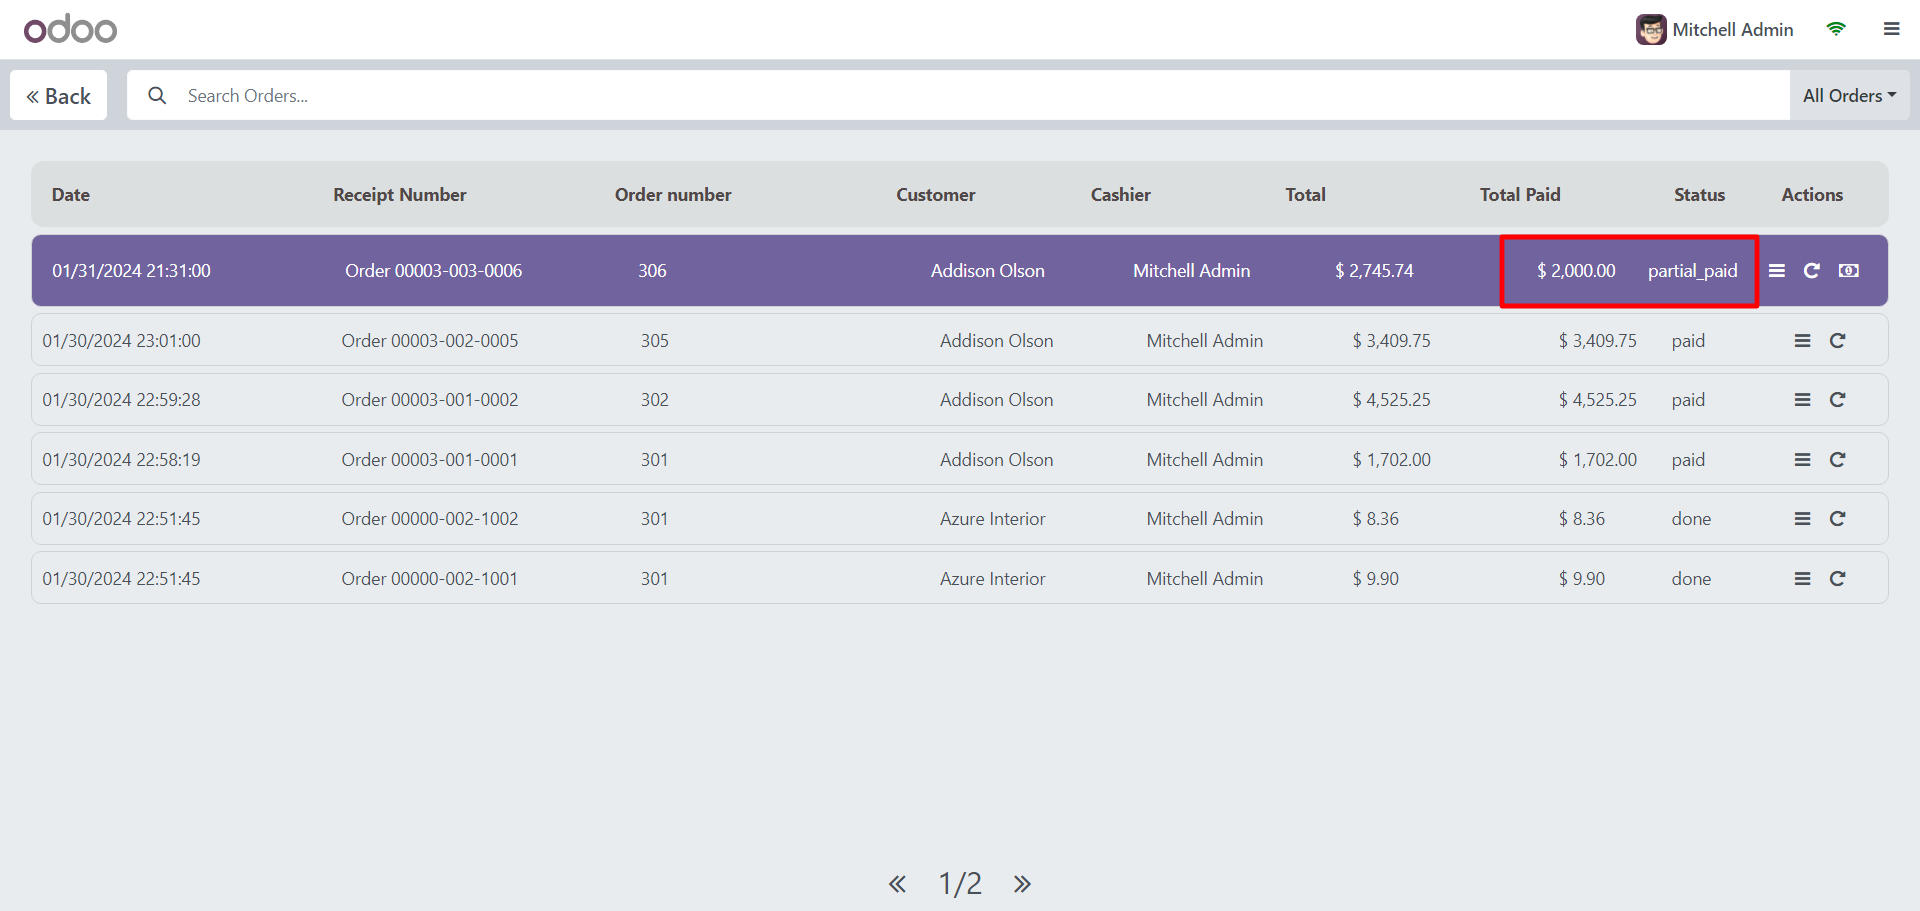 odoo Mitchell Admin
Back Search Orders... All Orders
Date Receipt Number Order number Customer Cashier Total Total Paid Status Actions
01/31/2024 21:31:00 Order 00003-003-0006 306 Addison Olson Mitchell Admin $ 2,745.74 $ 2,000.00 partial_paid
01/30/2024 23:01:00 Order 00003-002-0005 305 Addison Olson Mitchell Admin $ 3,409.75 $ 3,409.75 paid
01/30/2024 22:59:28 Order 00003-001-0002 302 Addison Olson Mitchell Admin $ 4,525.25 $ 4,525.25 paid
01/30/2024 22:58:19 Order 00003-001-0001 301 Addison Olson Mitchell Admin $ 1,702.00 $ 1,702.00 paid
01/30/2024 22:51:45 Order 00000-002-1002 301 Azure Interior Mitchell Admin $ 8.36 $ 8.36 done
01/30/2024 22:51:45 Order 00000-002-1001 301 Azure Interior Mitchell Admin $ 9.90 $ 9.90 done
« 1/2 »